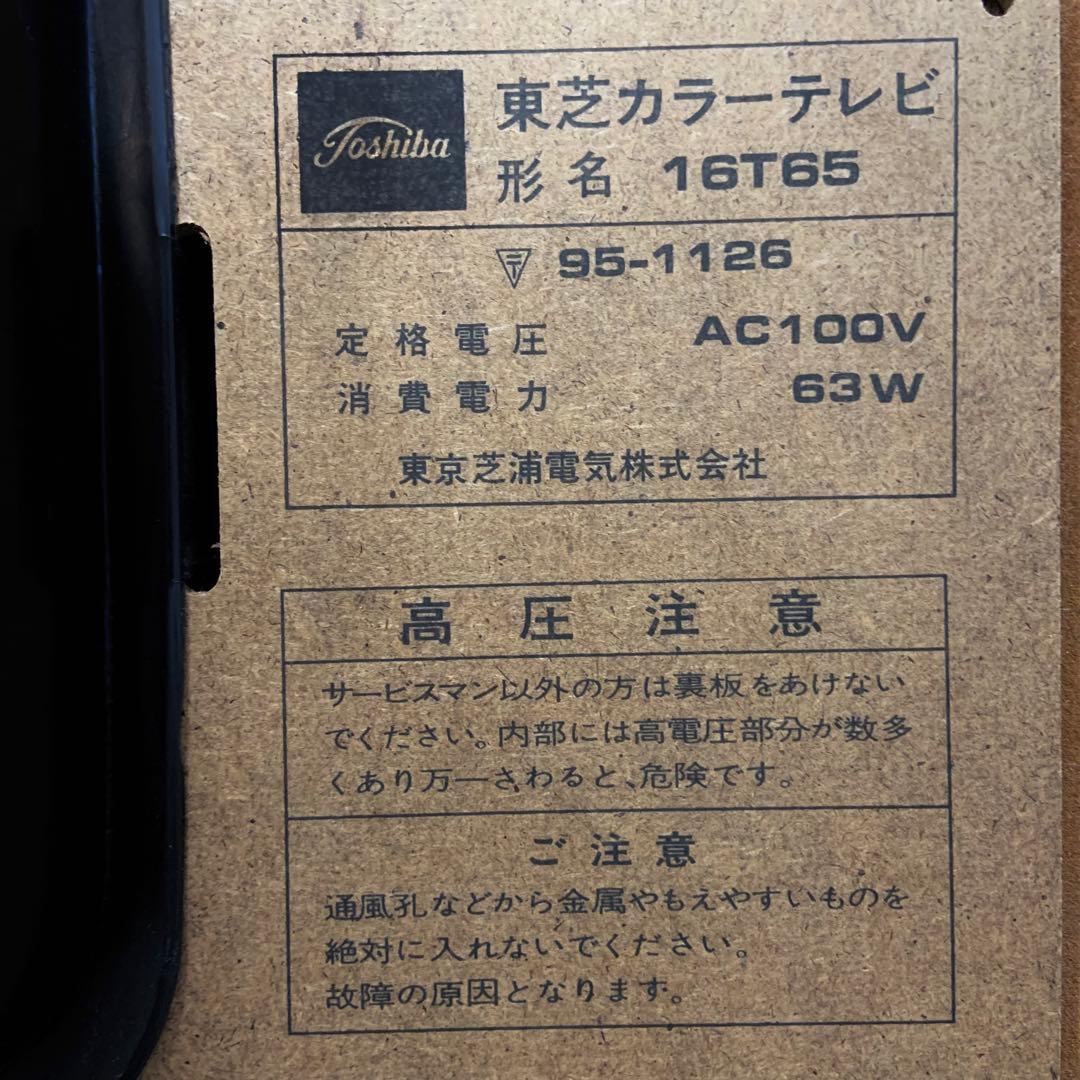 Toshiba
東芝カラーテレビ
形名 16T65
〒 95-1126
定格電圧 AC100V
消費電力 63W
東京芝浦電気株式会社
高圧注意
サービスマン以外の方は裏板をあけない
でください。内部には高電圧部分が数多
くあり万一さわると、危険です。
ご注意
通風孔などから金属やもえやすいものを
絶対に入れないでください。
故障の原因となります。